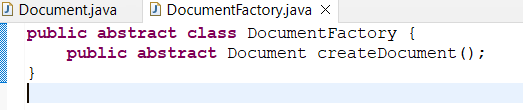 Document.java DocumentFactory.java
public abstract class DocumentFactory {
    public abstract Document createDocument();
}